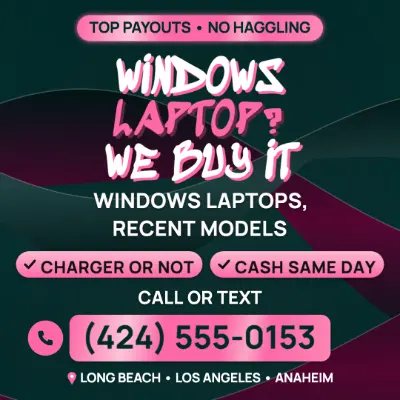 TOP PAYOUTS • NO HAGGLING
WINDOWS
LAPTOP?
WE BUY IT
WINDOWS LAPTOPS,
RECENT MODELS
✓ CHARGER OR NOT ✓ CASH SAME DAY
CALL OR TEXT
(424) 555-0153
LONG BEACH • LOS ANGELES • ANAHEIM